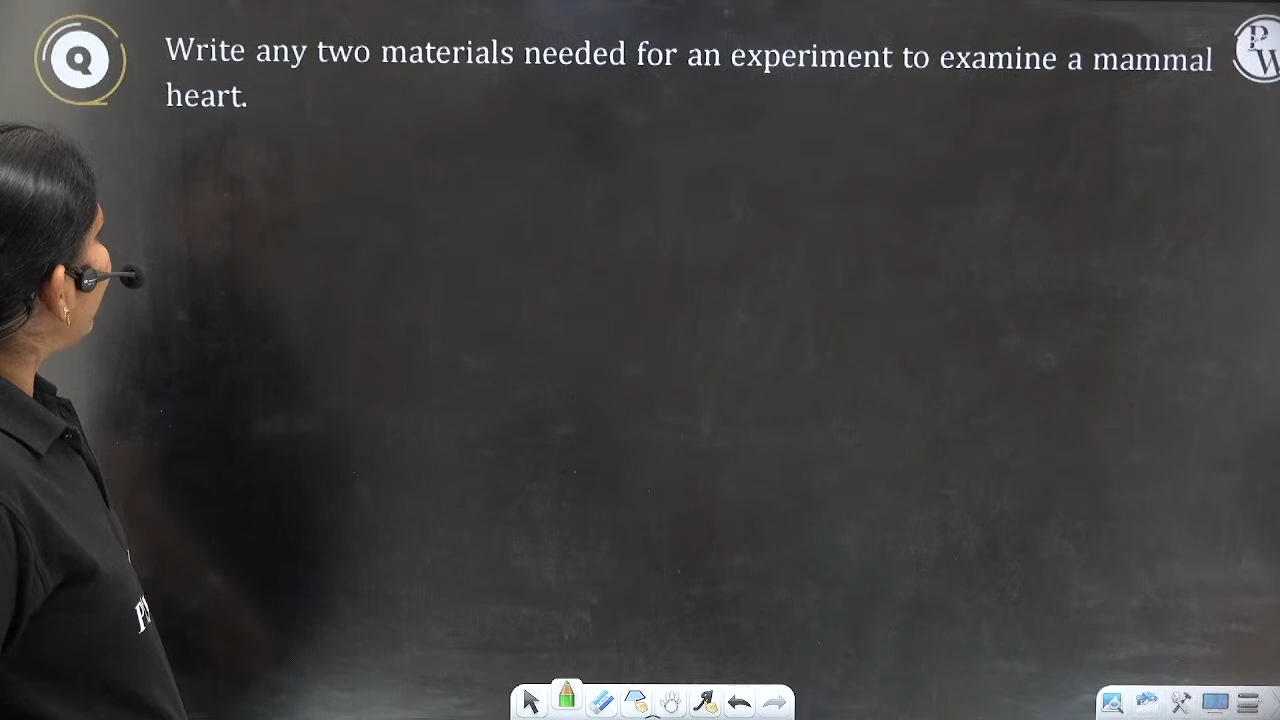 Q
Write any two materials needed for an experiment to examine a mammal
heart.
P
W
P